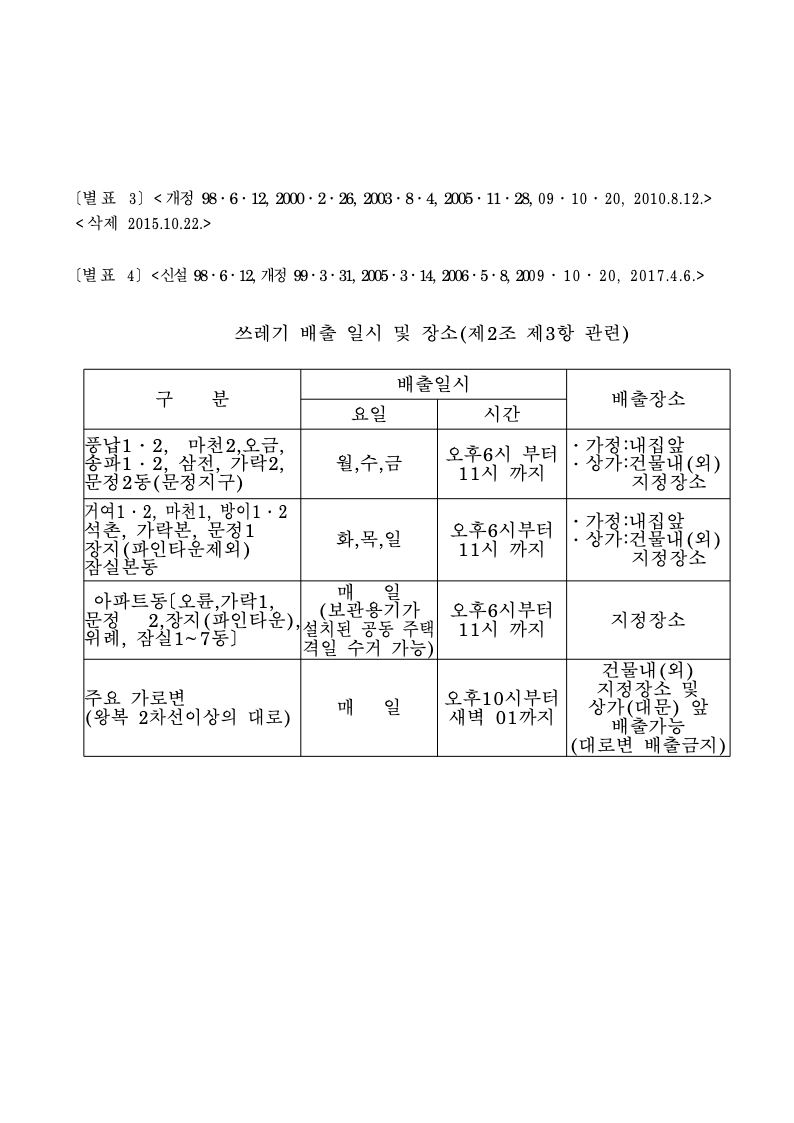 〔별표 3〕 <개정 98·6·12, 2000·2·26, 2003·8·4, 2005·11·28, 09·10·20, 2010.8.12.>
<삭제 2015.10.22.>
〔별표 4〕 <신설 98·6·12, 개정 99·3·31, 2005·3·14, 2006·5·8, 2009·10·20, 2017.4.6.>
쓰레기 배출 일시 및 장소(제2조 제3항 관련)
구 분
배출일시
배출장소
요일
시간
풍납1·2, 마천2,오금,
송파1·2, 삼전, 가락2,
문정2동(문정지구)
월,수,금
오후6시 부터
11시 까지
·가정:내집앞
·상가:건물내(외)
지정장소
거여1·2, 마천1, 방이1·2
석촌, 가락본, 문정1
장지(파인타운제외)
잠실본동
화,목,일
오후6시부터
11시 까지
·가정:내집앞
·상가:건물내(외)
지정장소
아파트동〔오륜,가락1,
문정 2,장지(파인타운),
위례, 잠실1~7동〕
매 일
(보관용기가
설치된 공동 주택
격일 수거 가능)
오후6시부터
11시 까지
지정장소
주요 가로변
(왕복 2차선이상의 대로)
매 일
오후10시부터
새벽 01까지
건물내(외)
지정장소 및
상가(대문) 앞
배출가능
(대로변 배출금지)